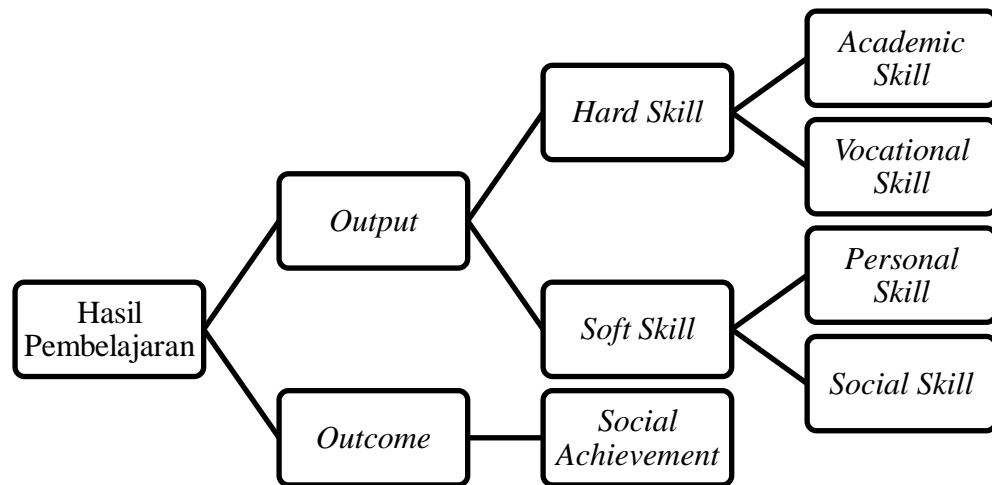 Hasil
Pembelajaran
Output
Hard Skill
Academic
Skill
Vocational
Skill
Soft Skill
Personal
Skill
Social Skill
Outcome
Social
Achievement